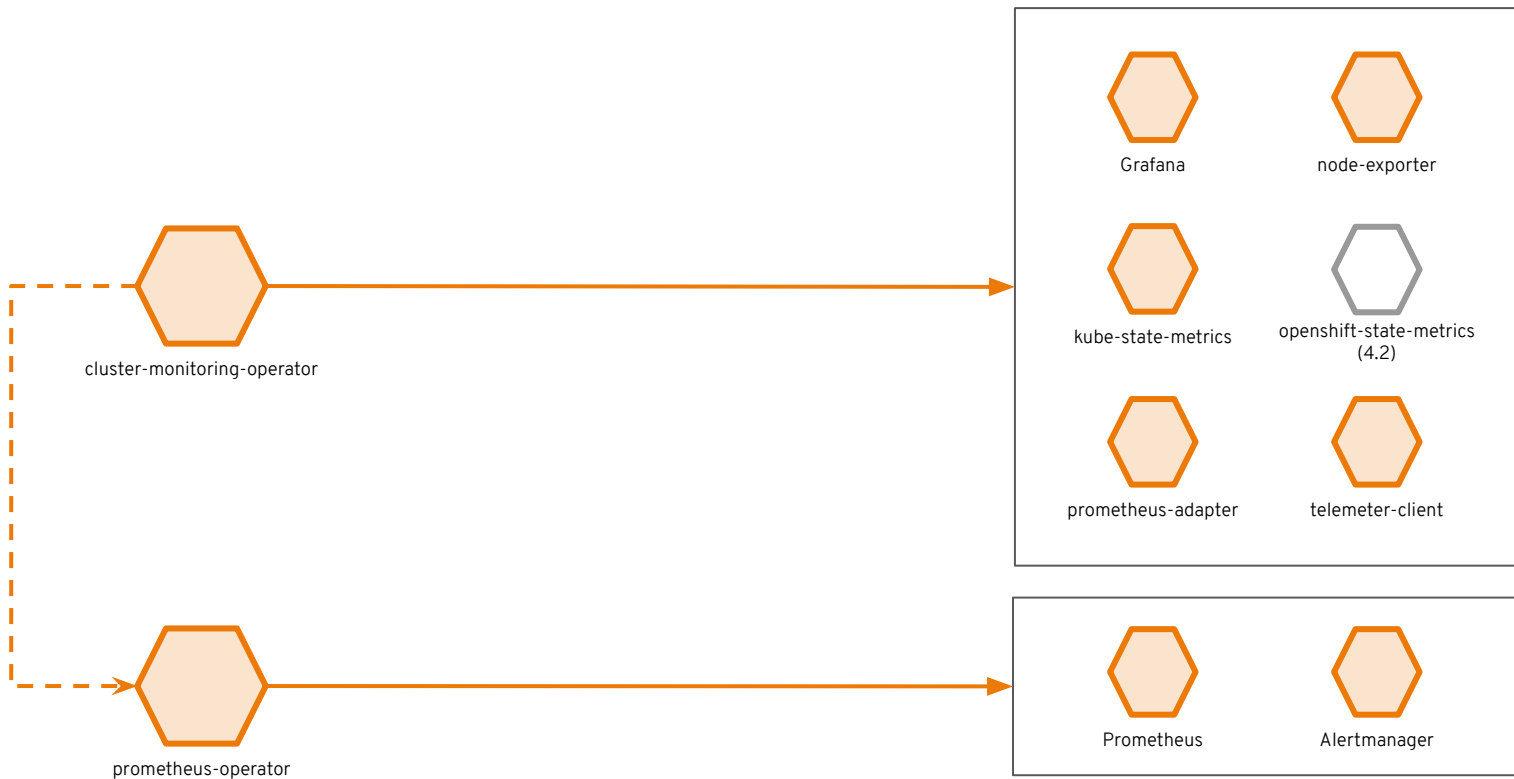 Grafana
node-exporter
kube-state-metrics
openshift-state-metrics
(4.2)
cluster-monitoring-operator
prometheus-adapter
telemeter-client
Prometheus
Alertmanager
prometheus-operator